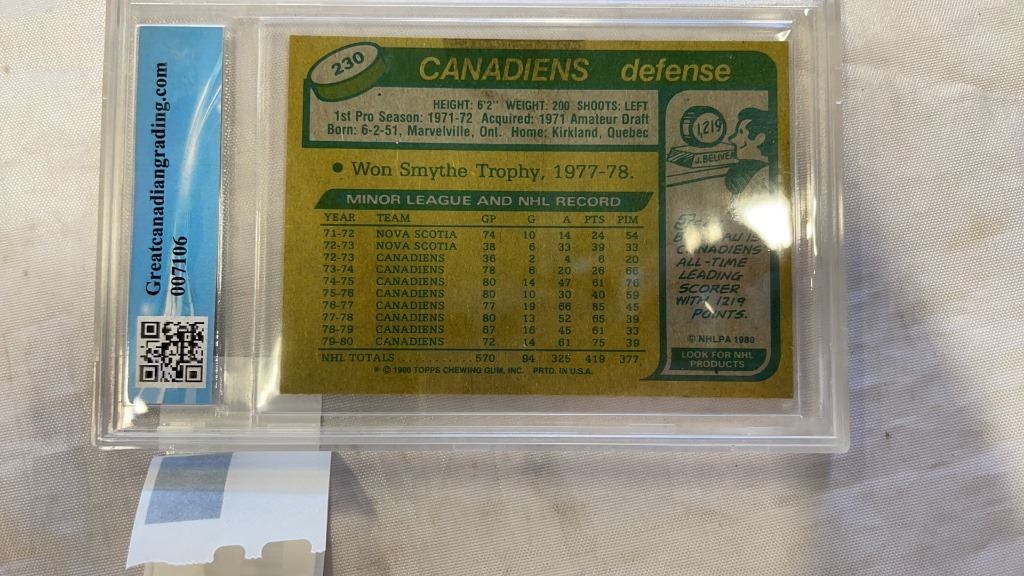 Greatcanadiangrading.com
007106
230
CANADIENS defense
HEIGHT: 6'2" WEIGHT: 200 SHOOTS: LEFT
1st Pro Season: 1971-72 Acquired: 1971 Amateur Draft
Born: 6-2-51, Marvelville, Ont. Home: Kirkland, Quebec
• Won Smythe Trophy, 1977-78.
MINOR LEAGUE AND NHL RECORD
YEAR TEAM GP G A PTS PIM
71-72 NOVA SCOTIA 74 10 14 24 54
72-73 NOVA SCOTIA 38 6 33 39 33
72-73 CANADIENS 36 2 4 6 20
73-74 CANADIENS 78 6 20 26 66
74-75 CANADIENS 80 14 47 61 76
75-76 CANADIENS 80 10 30 40 59
76-77 CANADIENS 77 19 66 85 45
77-78 CANADIENS 80 13 52 65 39
78-79 CANADIENS 67 16 45 61 33
79-80 CANADIENS 72 14 61 75 39
NHL TOTALS .......... 570 94 325 419 377
* © 1980 TOPPS CHEWING GUM, INC. PRTD. IN U.S.A.
1,219
J. BELIVEAU
IS
CANADIENS
ALL-TIME
LEADING
SCORER
WITH 1219
POINTS.
© NHLPA 1980
LOOK FOR NHL
PRODUCTS